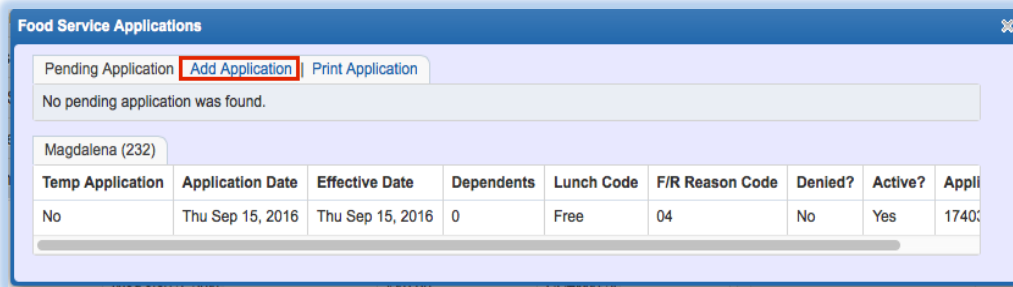 Food Service Applications
Pending Application Add Application | Print Application
No pending application was found.
Magdalena (232)
Temp Application Application Date Effective Date Dependents Lunch Code F/R Reason Code Denied? Active? Appli
No Thu Sep 15, 2016 Thu Sep 15, 2016 0 Free 04 No Yes 17403